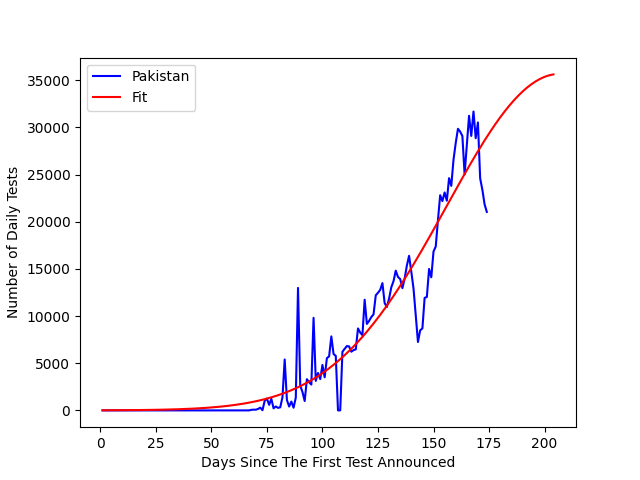 Pakistan
Fit
35000
30000
25000
20000
15000
10000
5000
0
Number of Daily Tests
0 25 50 75 100 125 150 175 200
Days Since The First Test Announced